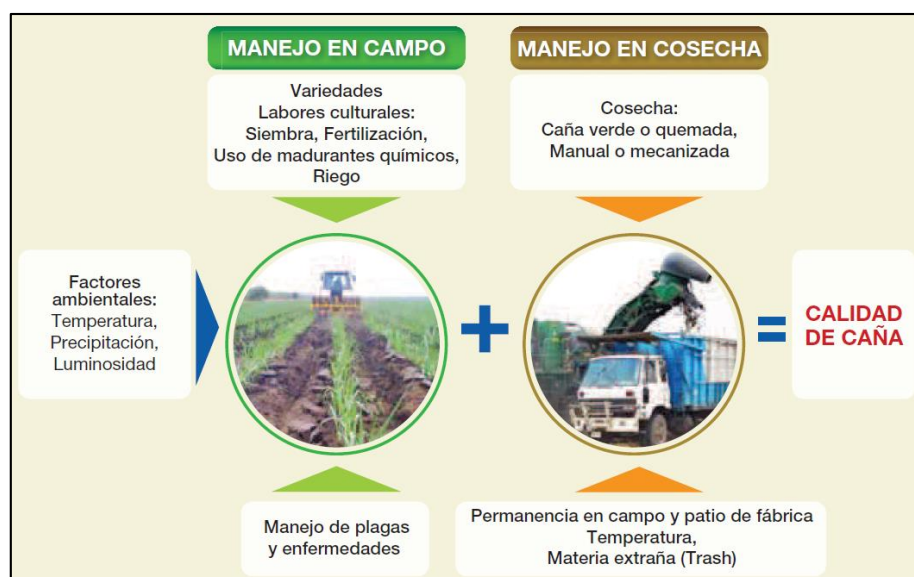 MANEJO EN CAMPO
Variedades
Labores culturales:
Siembra, Fertilización,
Uso de madurantes químicos,
Riego
MANEJO EN COSECHA
Cosecha:
Caña verde o quemada,
Manual o mecanizada
Factores
ambientales:
Temperatura,
Precipitación,
Luminosidad
+
=
CALIDAD
DE CAÑA
Manejo de plagas
y enfermedades
Permanencia en campo y patio de fábrica
Temperatura,
Materia extraña (Trash)